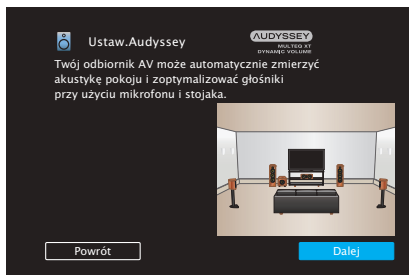 Ustaw.Audyssey
AUDYSSEY
MULTEQ XT
DYNAMIC VOLUME
Twój odbiornik AV może automatycznie zmierzyć
akustykę pokoju i zoptymalizować głośniki
przy użyciu mikrofonu i stojaka.
Powrót
Dalej